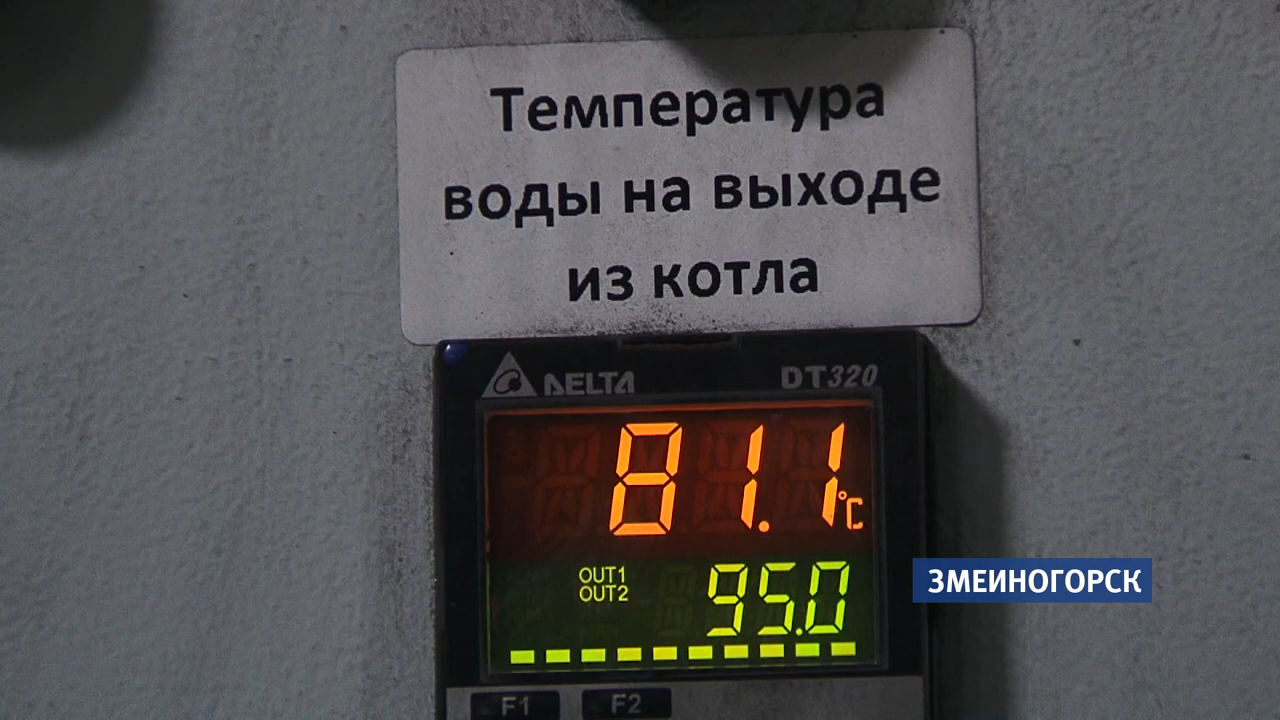 Температура
воды на выходе
из котла
DELTA DT320
81.1°C
OUT1
OUT2
95.0
ЗМЕИНОГОРСК
F1 F2